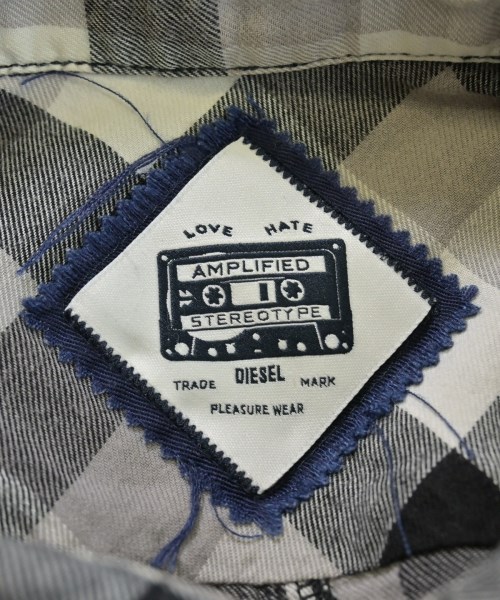 LOVE HATE
AMPLIFIED
STEREOTYPE
TRADE DIESEL MARK
PLEASURE WEAR